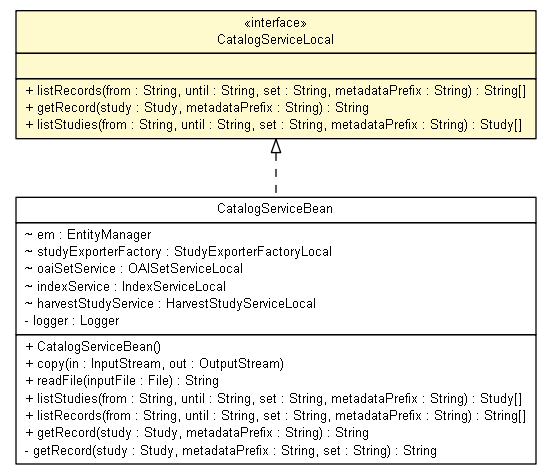 «interface»
CatalogServiceLocal
+ listRecords(from : String, until : String, set : String, metadataPrefix : String) : String[]
+ getRecord(study : Study, metadataPrefix : String) : String
+ listStudies(from : String, until : String, set : String, metadataPrefix : String) : Study[]
CatalogServiceBean
~ em : EntityManager
~ studyExporterFactory : StudyExporterFactoryLocal
~ oaiSetService : OAISetServiceLocal
~ indexService : IndexServiceLocal
~ harvestStudyService : HarvestStudyServiceLocal
- logger : Logger
+ CatalogServiceBean()
+ copy(in : InputStream, out : OutputStream)
+ readFile(inputFile : File) : String
+ listStudies(from : String, until : String, set : String, metadataPrefix : String) : Study[]
+ listRecords(from : String, until : String, set : String, metadataPrefix : String) : String[]
+ getRecord(study : Study, metadataPrefix : String) : String
- getRecord(study : Study, metadataPrefix : String, set : String) : String